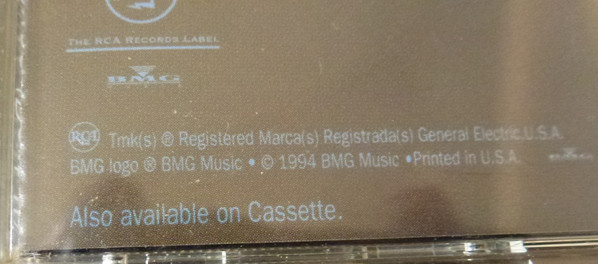 THE RCA RECORDS LABEL
BMG
RCA Tmk(s) ® Registered Marca(s) Registrada(s) General Electric, U.S.A.
BMG logo ® BMG Music • © 1994 BMG Music • Printed in U.S.A. BMG
Also available on Cassette.